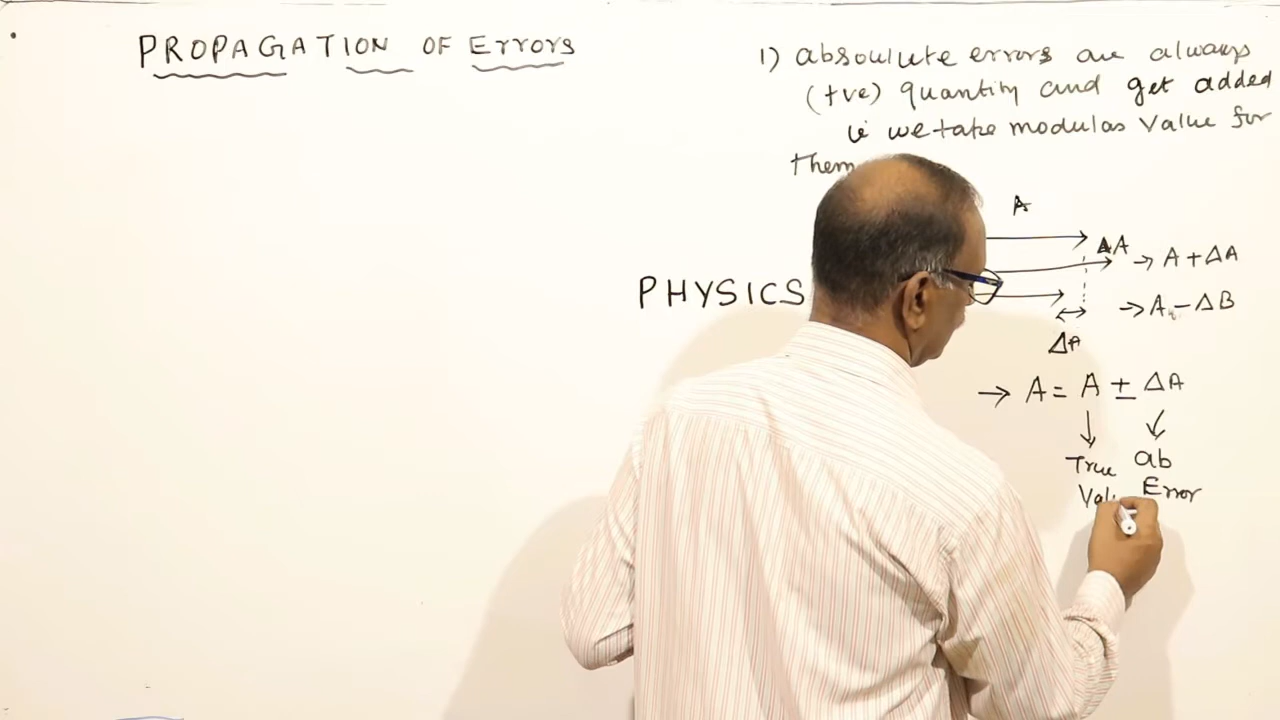 PROPAGATION OF Errors
1) absoulute errors are always
(+ve) quantity and get added
ie we take modulas value for
Them
A
ΔA
→ A + ΔA
PHYSICS
→ A - ΔB
ΔA
→ A = A ± ΔA
True ab
Error